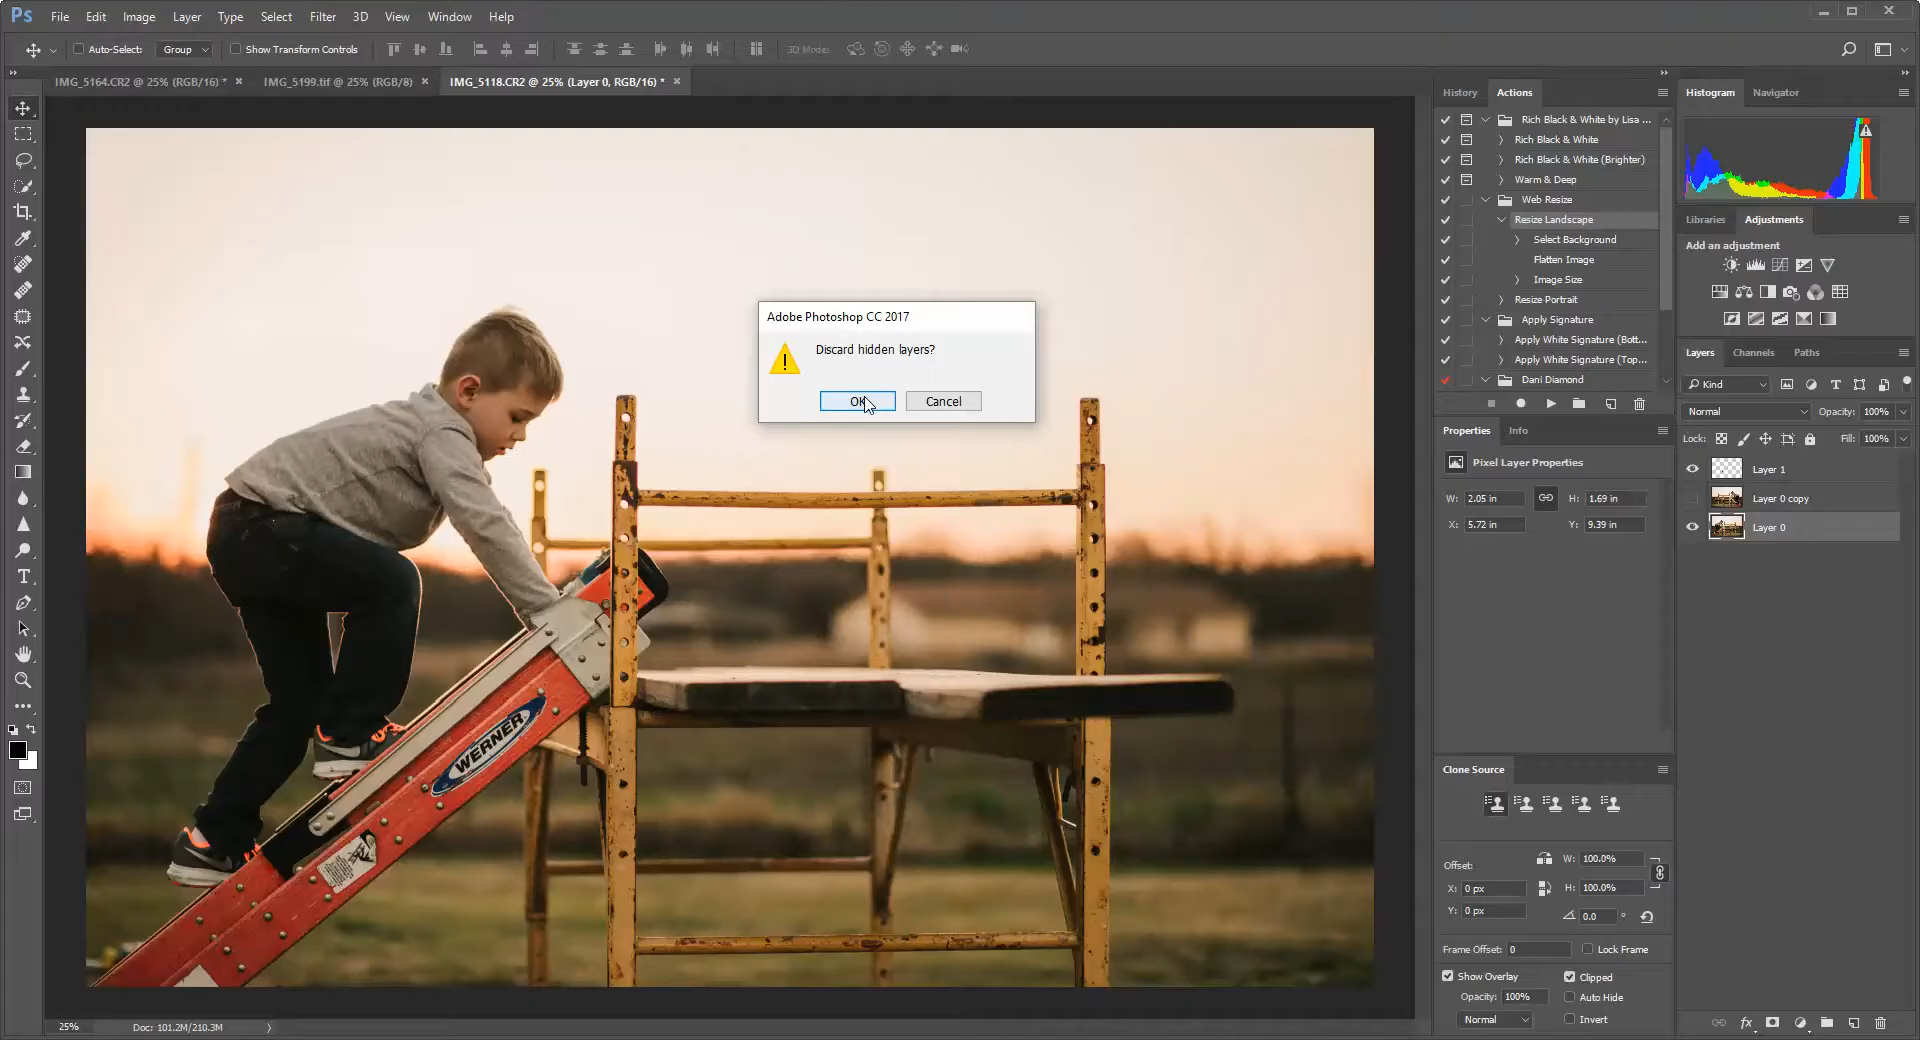 Ps File Edit Image Layer Type Select Filter 3D View Window Help
Auto-Select: Group Show Transform Controls 3D Mode:
IMG_5164.CR2 @ 25% (RGB/16) * × IMG_5199.tif @ 25% (RGB/8) × IMG_5118.CR2 @ 25% (Layer 0, RGB/16) * ×
Adobe Photoshop CC 2017
Discard hidden layers?
OK Cancel
WERNER
25% Doc: 101.2M/210.3M
History Actions
Rich Black & White by Lisa ...
Rich Black & White
Rich Black & White (Brighter)
Warm & Deep
Web Resize
Resize Landscape
Select Background
Flatten Image
Image Size
Resize Portrait
Apply Signature
Apply White Signature (Bott...
Apply White Signature (Top...
Dani Diamond
Properties Info
Pixel Layer Properties
W: 2.05 in H: 1.69 in
X: 5.72 in Y: 9.39 in
Clone Source
Offset: W: 100.0%
X: 0 px H: 100.0%
Y: 0 px 0.0 °
Frame Offset: 0 Lock Frame
Show Overlay Clipped
Opacity: 100% Auto Hide
Normal Invert
Histogram Navigator
Libraries Adjustments
Add an adjustment
Layers Channels Paths
Kind
Normal Opacity: 100%
Lock: Fill: 100%
Layer 1
Layer 0 copy
Layer 0
fx